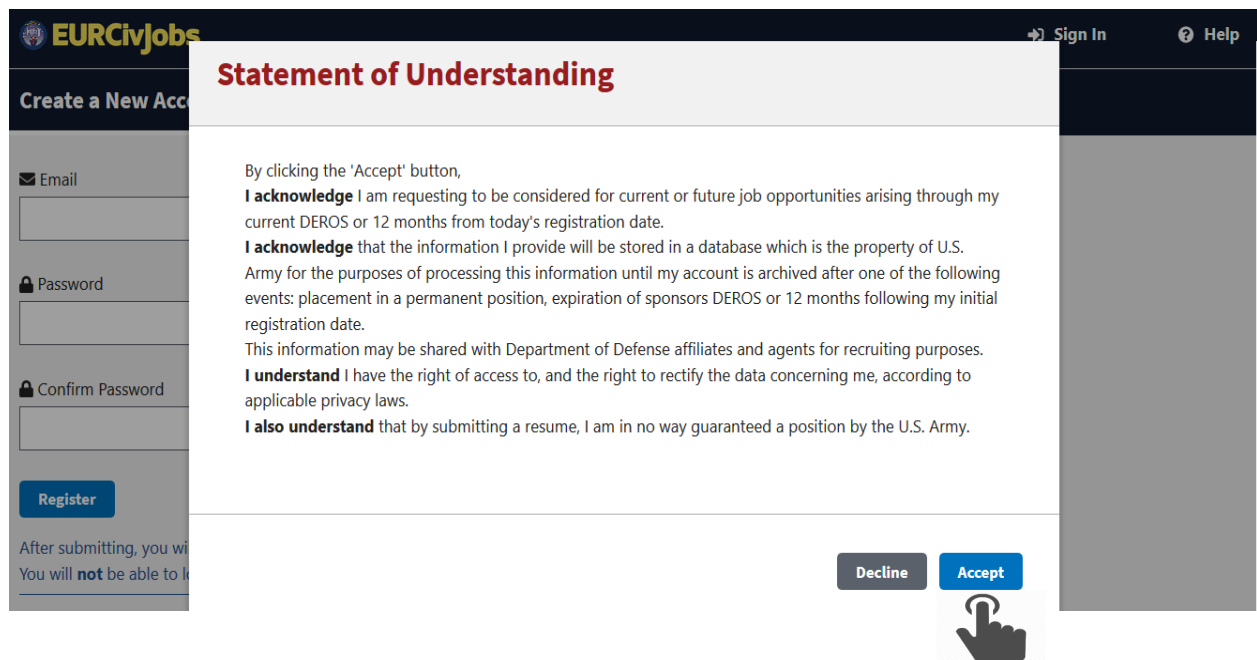 EURCivJobs
Sign In
Help
Create a New Acc
Statement of Understanding
Email
Password
Confirm Password
Register
After submitting, you wi
You will not be able to l
By clicking the 'Accept' button,
I acknowledge I am requesting to be considered for current or future job opportunities arising through my
current DEROS or 12 months from today's registration date.
I acknowledge that the information I provide will be stored in a database which is the property of U.S.
Army for the purposes of processing this information until my account is archived after one of the following
events: placement in a permanent position, expiration of sponsors DEROS or 12 months following my initial
registration date.
This information may be shared with Department of Defense affiliates and agents for recruiting purposes.
I understand I have the right of access to, and the right to rectify the data concerning me, according to
applicable privacy laws.
I also understand that by submitting a resume, I am in no way guaranteed a position by the U.S. Army.
Decline
Accept